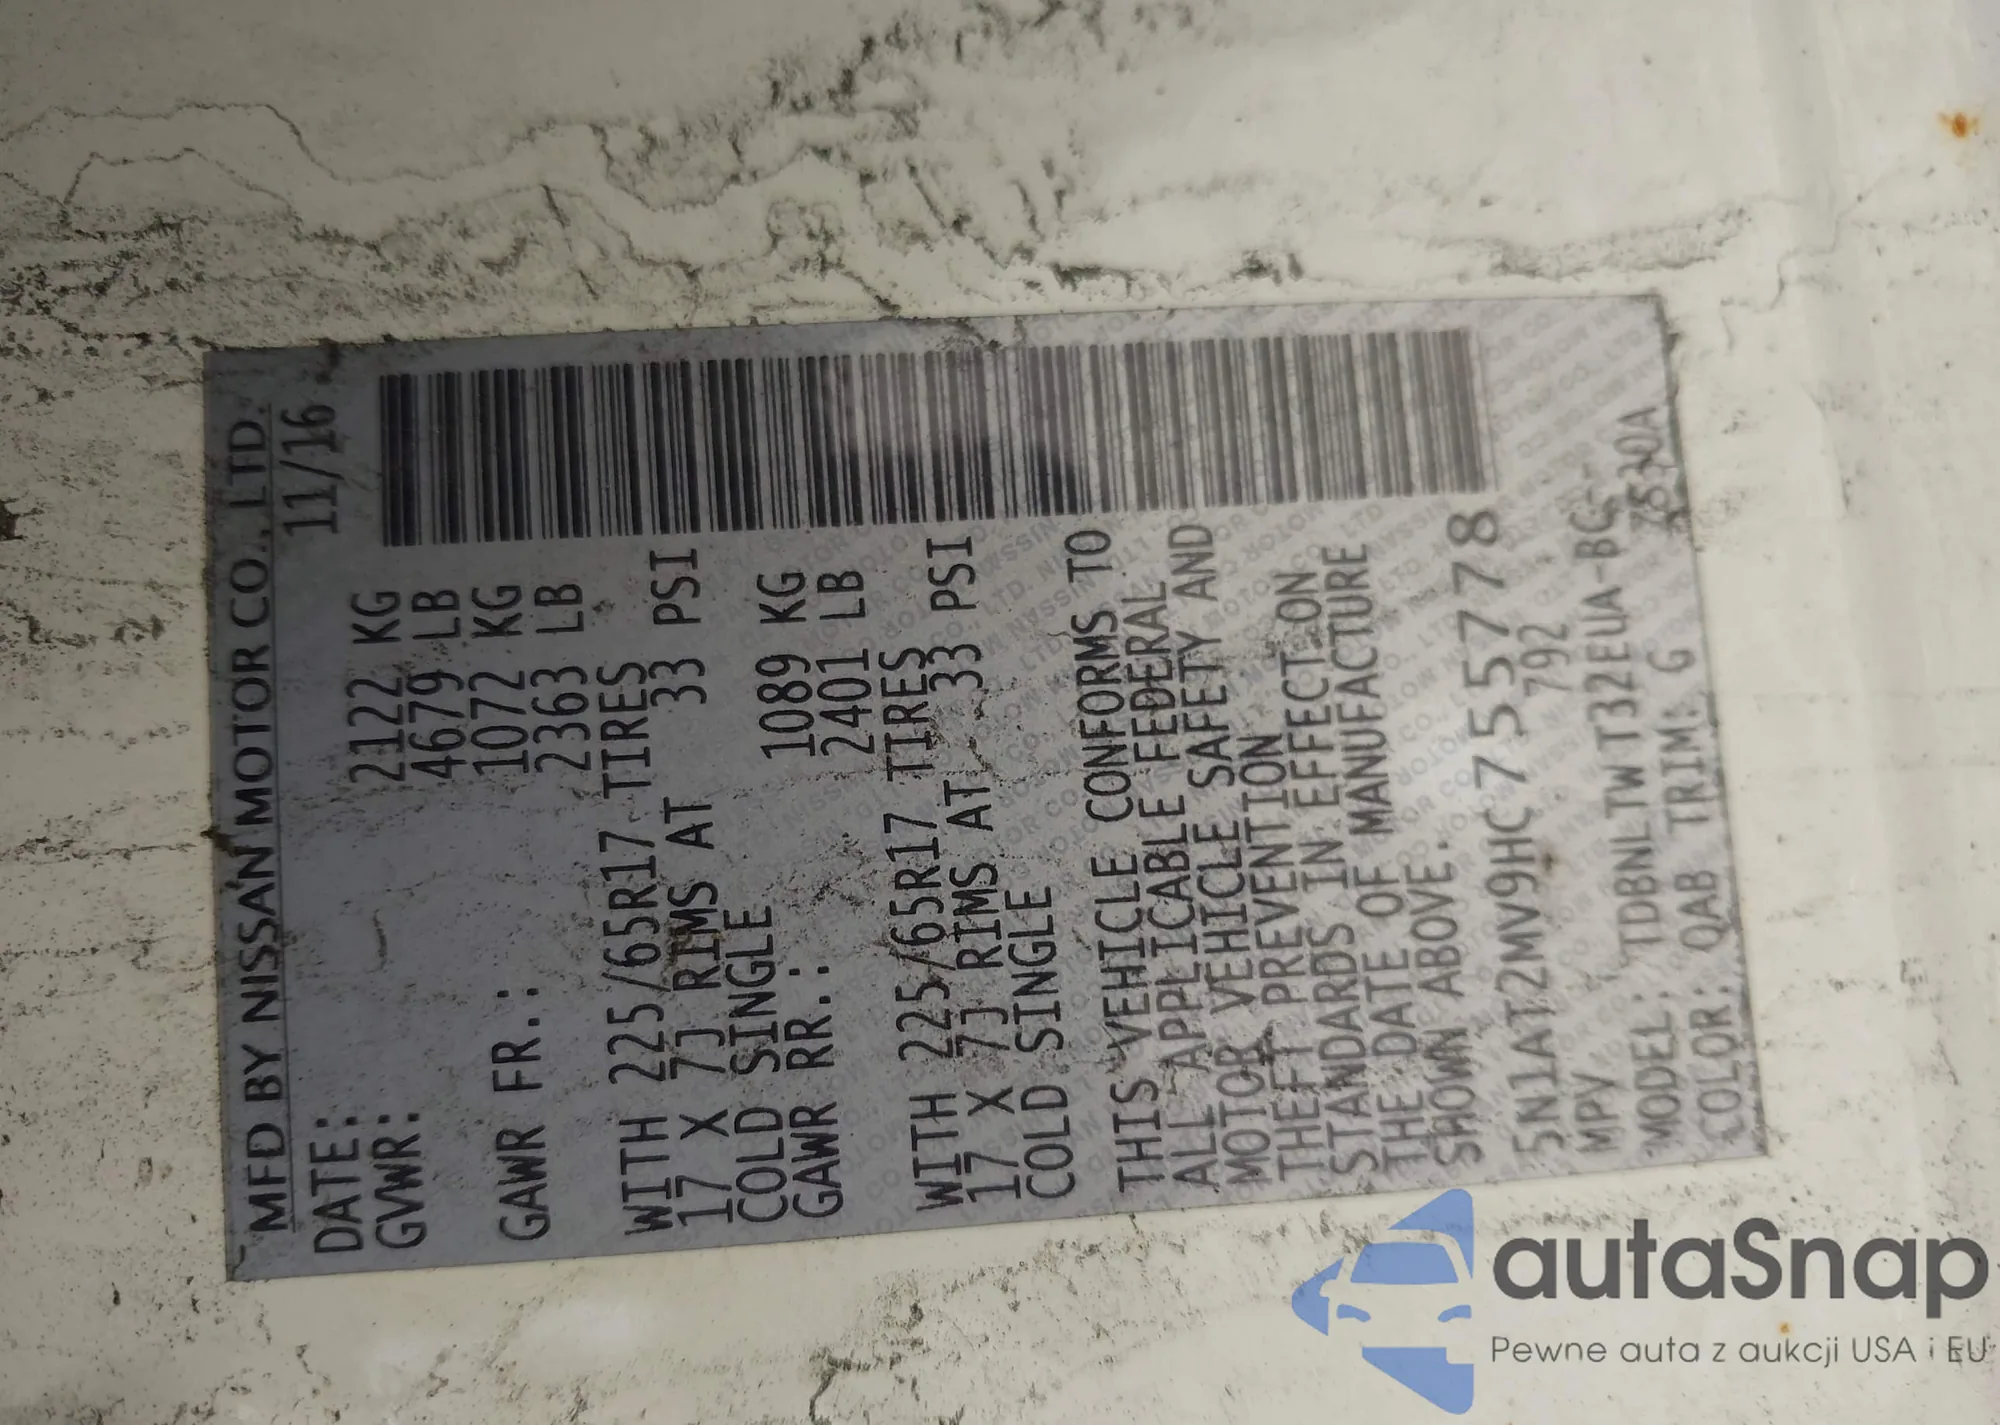 MFD BY NISSAN MOTOR CO., LTD.
DATE: 11/16
GVWR: 2122 KG
4679 LB
GAWR FR.: 1072 KG
2363 LB
WITH 225/65R17 TIRES
17 X 7J RIMS AT 33 PSI
COLD SINGLE
GAWR RR.: 1089 KG
2401 LB
WITH 225/65R17 TIRES
17 X 7J RIMS AT 33 PSI
COLD SINGLE
THIS VEHICLE CONFORMS TO
ALL APPLICABLE FEDERAL
MOTOR VEHICLE SAFETY AND
THEFT PREVENTION
STANDARDS IN EFFECT ON
THE DATE OF MANUFACTURE
SHOWN ABOVE.
5N1AT2MV9HC755778
MPV 792
MODEL: TDBNLTWT32EUA-BG--
COLOR: QAB TRIM: G
autaSnap
Pewne auta z aukcji USA i EU